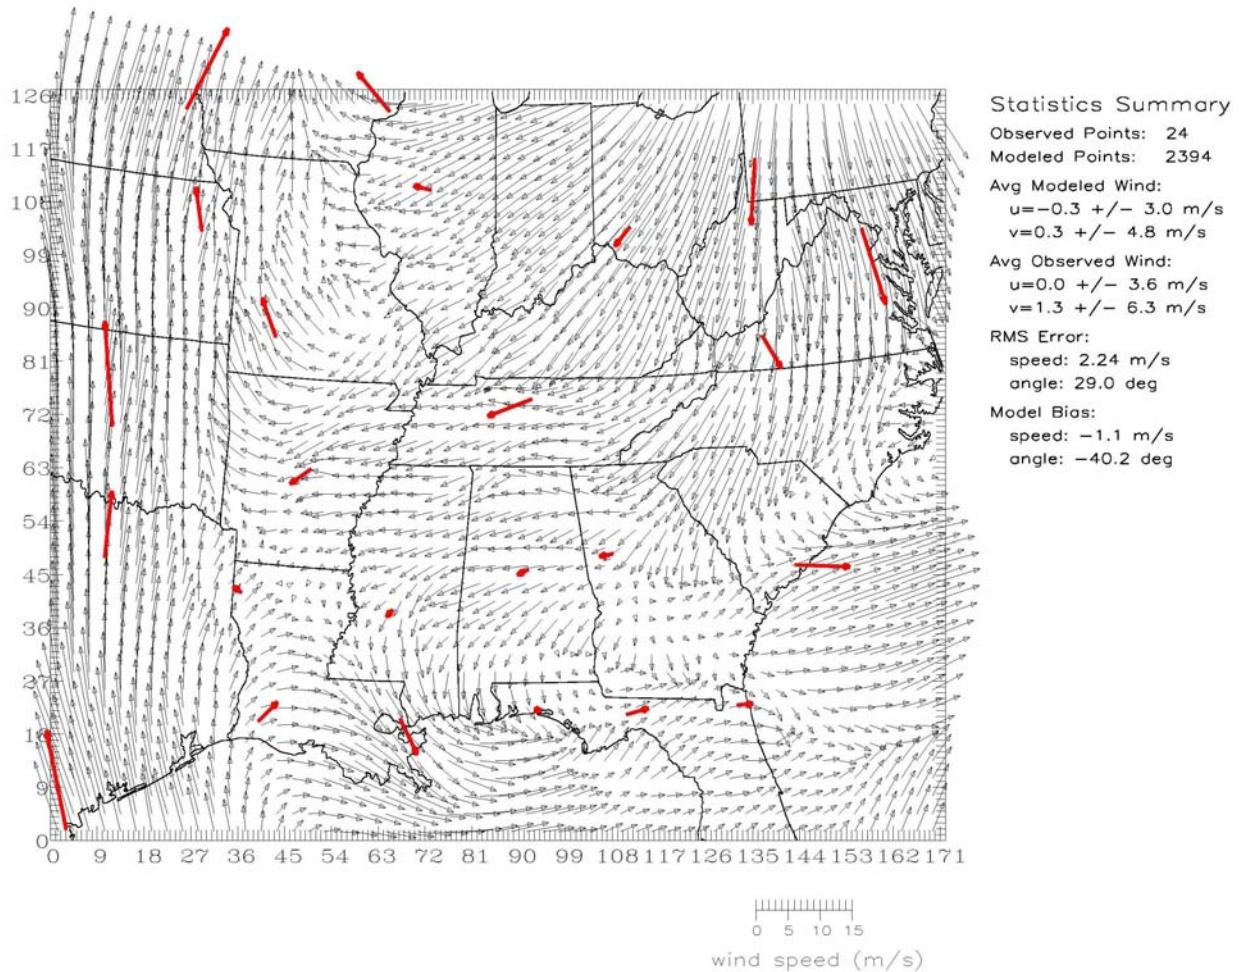 Statistics Summary
Observed Points: 24
Modeled Points: 2394
Avg Modeled Wind:
u=-0.3 +/- 3.0 m/s
v=0.3 +/- 4.8 m/s
Avg Observed Wind:
u=0.0 +/- 3.6 m/s
v=1.3 +/- 6.3 m/s
RMS Error:
speed: 2.24 m/s
angle: 29.0 deg
Model Bias:
speed: -1.1 m/s
angle: -40.2 deg
126
117
108
99
90
81
72
63
54
45
36
27
18
9
0
0 9 18 27 36 45 54 63 72 81 90 99 108 117 126 135 144 153 162 171
0 5 10 15
wind speed (m/s)